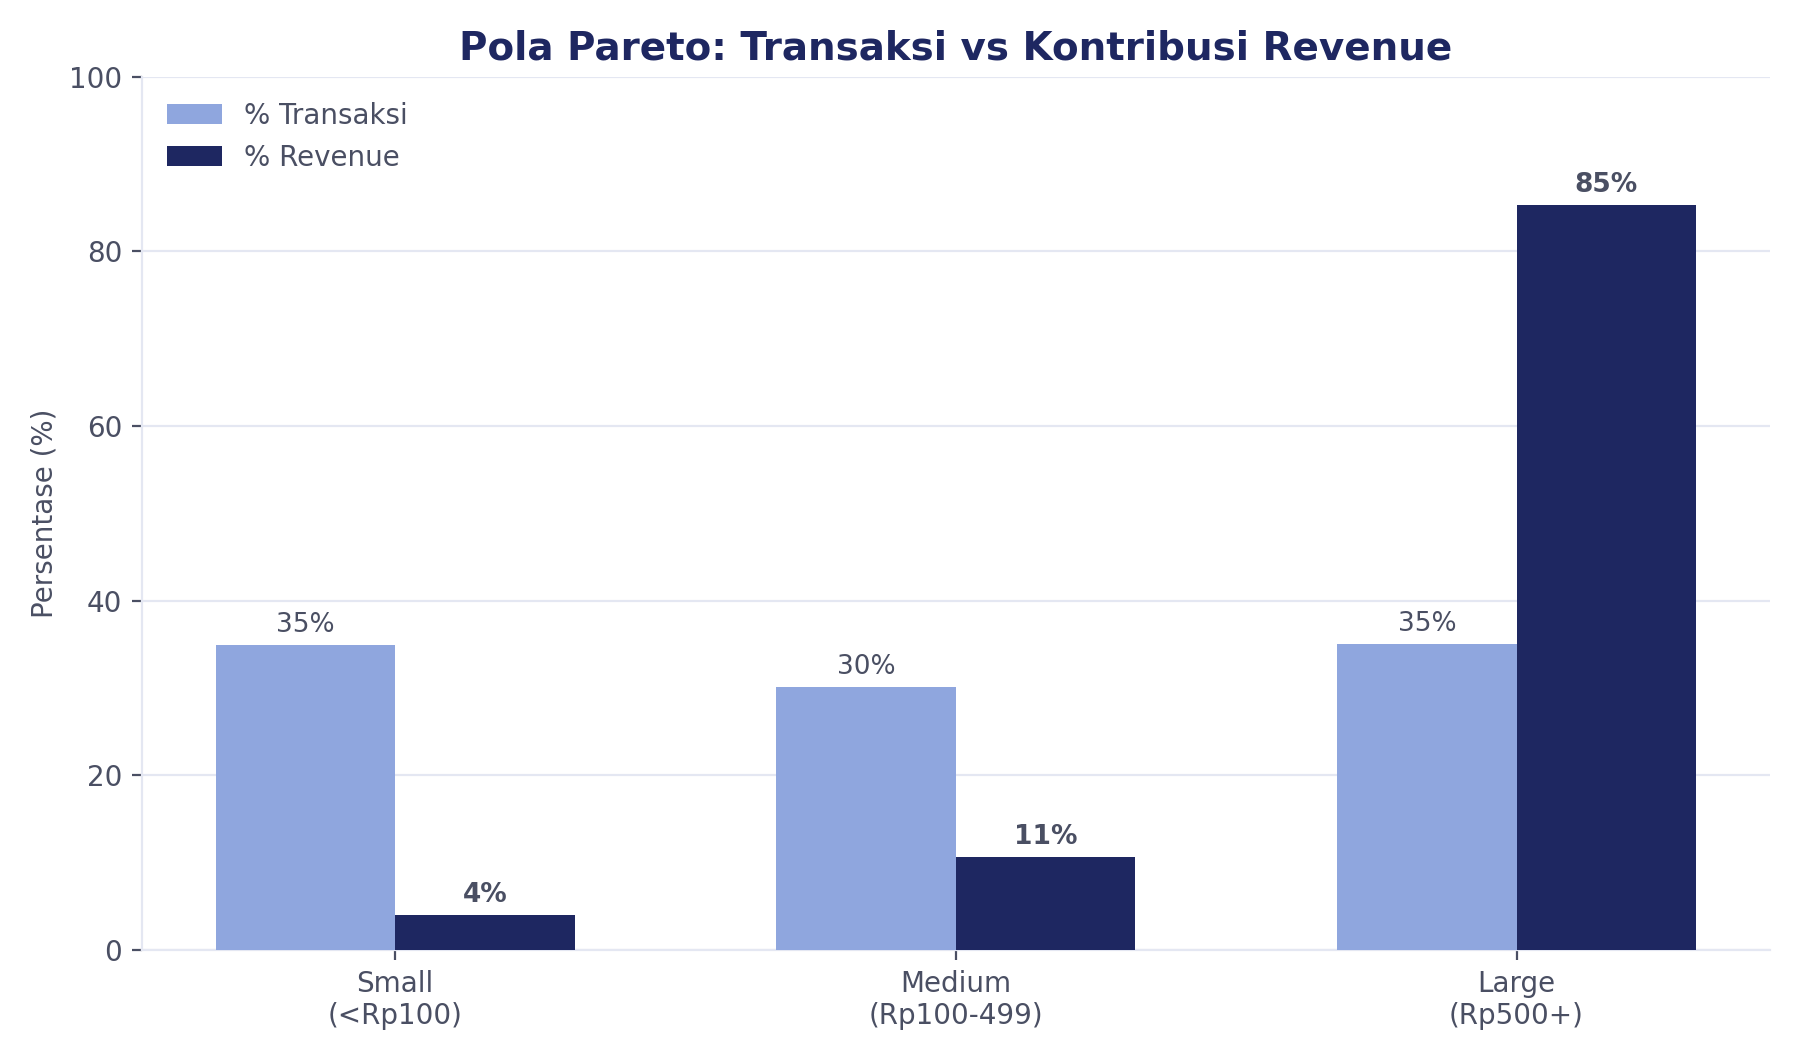 Pola Pareto: Transaksi vs Kontribusi Revenue
% Transaksi
% Revenue
Persentase (%)
100
80
60
40
20
0
35%
4%
30%
11%
35%
85%
Small
(<Rp100)
Medium
(Rp100-499)
Large
(Rp500+)